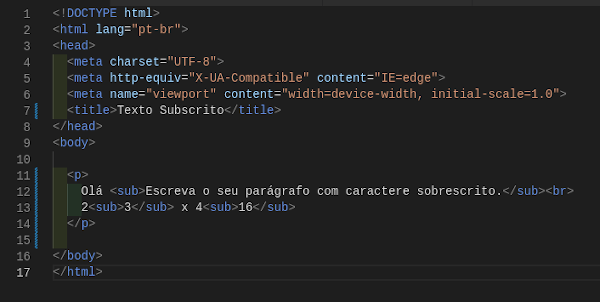 1 <!DOCTYPE html>
2 <html lang="pt-br">
3 <head>
4 <meta charset="UTF-8">
5 <meta http-equiv="X-UA-Compatible" content="IE=edge">
6 <meta name="viewport" content="width=device-width, initial-scale=1.0">
7 <title>Texto Subscrito</title>
8 </head>
9 <body>
10
11 <p>
12 Olá <sub>Escreva o seu parágrafo com caractere sobrescrito.</sub><br>
13 2<sub>3</sub> x 4<sub>16</sub>
14 </p>
15
16 </body>
17 </html>